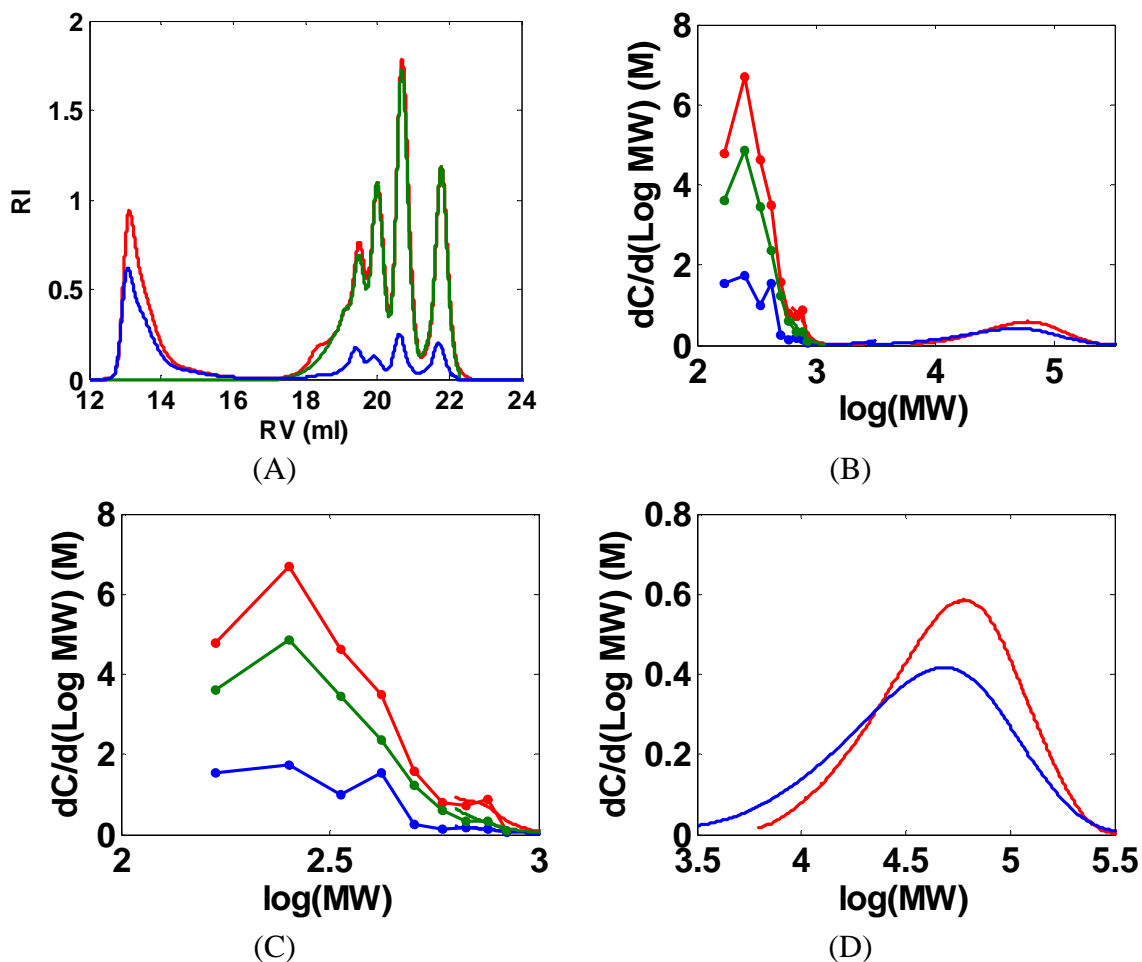 2
1.5
1
0.5
0
RI
12 14 16 18 20 22 24
RV (ml)
(A)
8
6
4
2
0
dC/d(Log MW) (M)
2 3 4 5
log(MW)
(B)
8
6
4
2
0
dC/d(Log MW) (M)
2 2.5 3
log(MW)
(C)
0.8
0.6
0.4
0.2
0
dC/d(Log MW) (M)
3.5 4 4.5 5 5.5
log(MW)
(D)